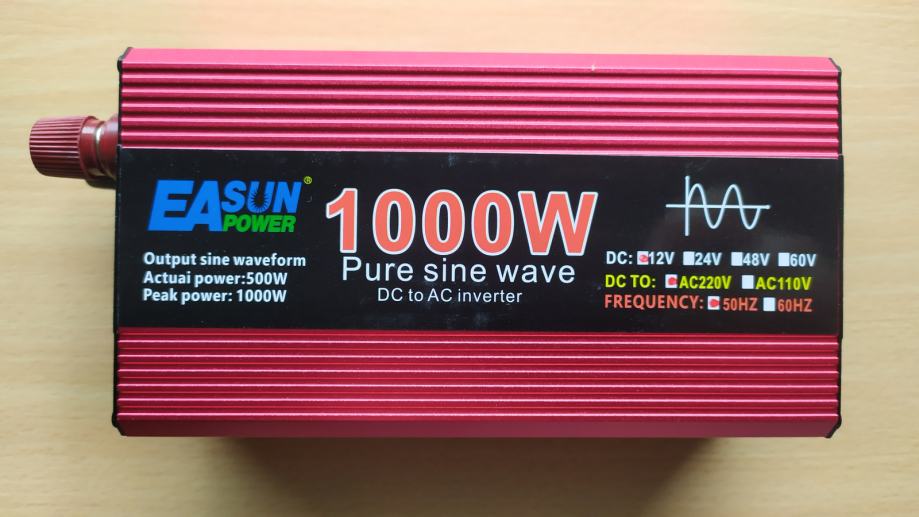 EASUN®
POWER
Output sine waveform
Actuai power:500W
Peak power: 1000W
1000W
Pure sine wave
DC to AC inverter
DC: 12V 24V 48V 60V
DC TO: AC220V AC110V
FREQUENCY: 50HZ 60HZ